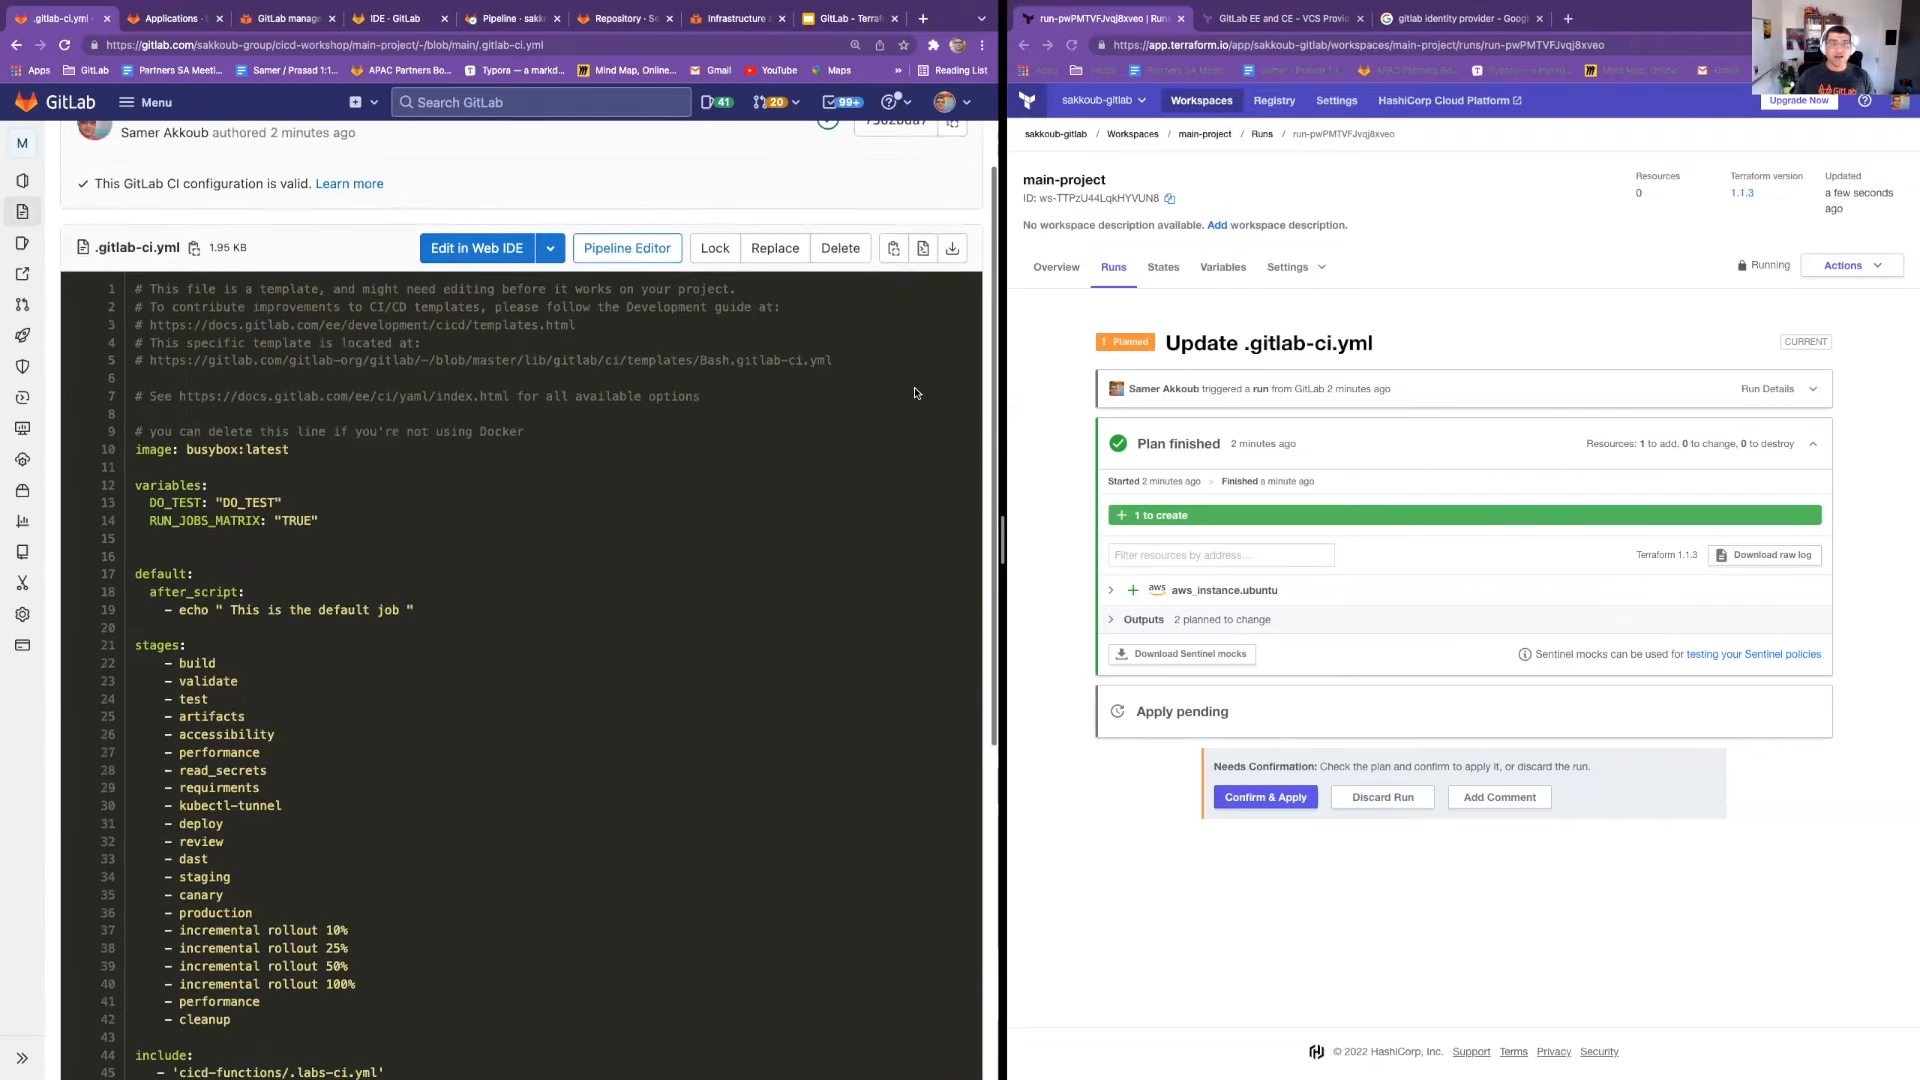 .gitlab-ci.yml
Applications · 
GitLab manage
IDE · GitLab
Pipeline · sakk
Repository · Se
Infrastructure a
GitLab - Terraf
https://gitlab.com/sakkoub-group/cicd-workshop/main-project/-/blob/main/.gitlab-ci.yml
Apps
GitLab
Partners SA Meeti...
Samer / Prasad 1:1...
APAC Partners Bo...
Typora — a markd...
Mind Map, Online...
Gmail
YouTube
Maps
»
Reading List
GitLab
Menu
Search GitLab
41
20
99+
M
Samer Akkoub authored 2 minutes ago
This GitLab CI configuration is valid. Learn more
.gitlab-ci.yml 1.95 KB
Edit in Web IDE
Pipeline Editor
Lock
Replace
Delete
1 # This file is a template, and might need editing before it works on your project.
2 # To contribute improvements to CI/CD templates, please follow the Development guide at:
3 # https://docs.gitlab.com/ee/development/cicd/templates.html
4 # This specific template is located at:
5 # https://gitlab.com/gitlab-org/gitlab/-/blob/master/lib/gitlab/ci/templates/Bash.gitlab-ci.yml
6
7 # See https://docs.gitlab.com/ee/ci/yaml/index.html for all available options
8
9 # you can delete this line if you're not using Docker
10 image: busybox:latest
11
12 variables:
13 DO_TEST: "DO_TEST"
14 RUN_JOBS_MATRIX: "TRUE"
15
16
17 default:
18 after_script:
19 - echo " This is the default job "
20
21 stages:
22 - build
23 - validate
24 - test
25 - artifacts
26 - accessibility
27 - performance
28 - read_secrets
29 - requirments
30 - kubectl-tunnel
31 - deploy
32 - review
33 - dast
34 - staging
35 - canary
36 - production
37 - incremental rollout 10%
38 - incremental rollout 25%
39 - incremental rollout 50%
40 - incremental rollout 100%
41 - performance
42 - cleanup
43
44 include:
45 - 'cicd-functions/.labs-ci.yml'
run-pwPMTVFJvqj8xveo | Runs
GitLab EE and CE - VCS Provid
gitlab identity provider - Googl
https://app.terraform.io/app/sakkoub-gitlab/workspaces/main-project/runs/run-pwPMTVFJvqj8xveo
sakkoub-gitlab
Workspaces
Registry
Settings
HashiCorp Cloud Platform
Upgrade Now
sakkoub-gitlab / Workspaces / main-project / Runs / run-pwPMTVFJvqj8xveo
main-project
ID: ws-TTPzU44LqkHYVUN8
No workspace description available. Add workspace description.
Resources
0
Terraform version
1.1.3
Updated
a few seconds
ago
Overview
Runs
States
Variables
Settings
Running
Actions
! Planned
Update .gitlab-ci.yml
CURRENT
Samer Akkoub triggered a run from GitLab 2 minutes ago
Run Details
Plan finished 2 minutes ago
Resources: 1 to add, 0 to change, 0 to destroy
Started 2 minutes ago > Finished a minute ago
+ 1 to create
Filter resources by address...
Terraform 1.1.3
Download raw log
+ aws aws_instance.ubuntu
Outputs 2 planned to change
Download Sentinel mocks
Sentinel mocks can be used for testing your Sentinel policies
Apply pending
Needs Confirmation: Check the plan and confirm to apply it, or discard the run.
Confirm & Apply
Discard Run
Add Comment
© 2022 HashiCorp, Inc.
Support
Terms
Privacy
Security